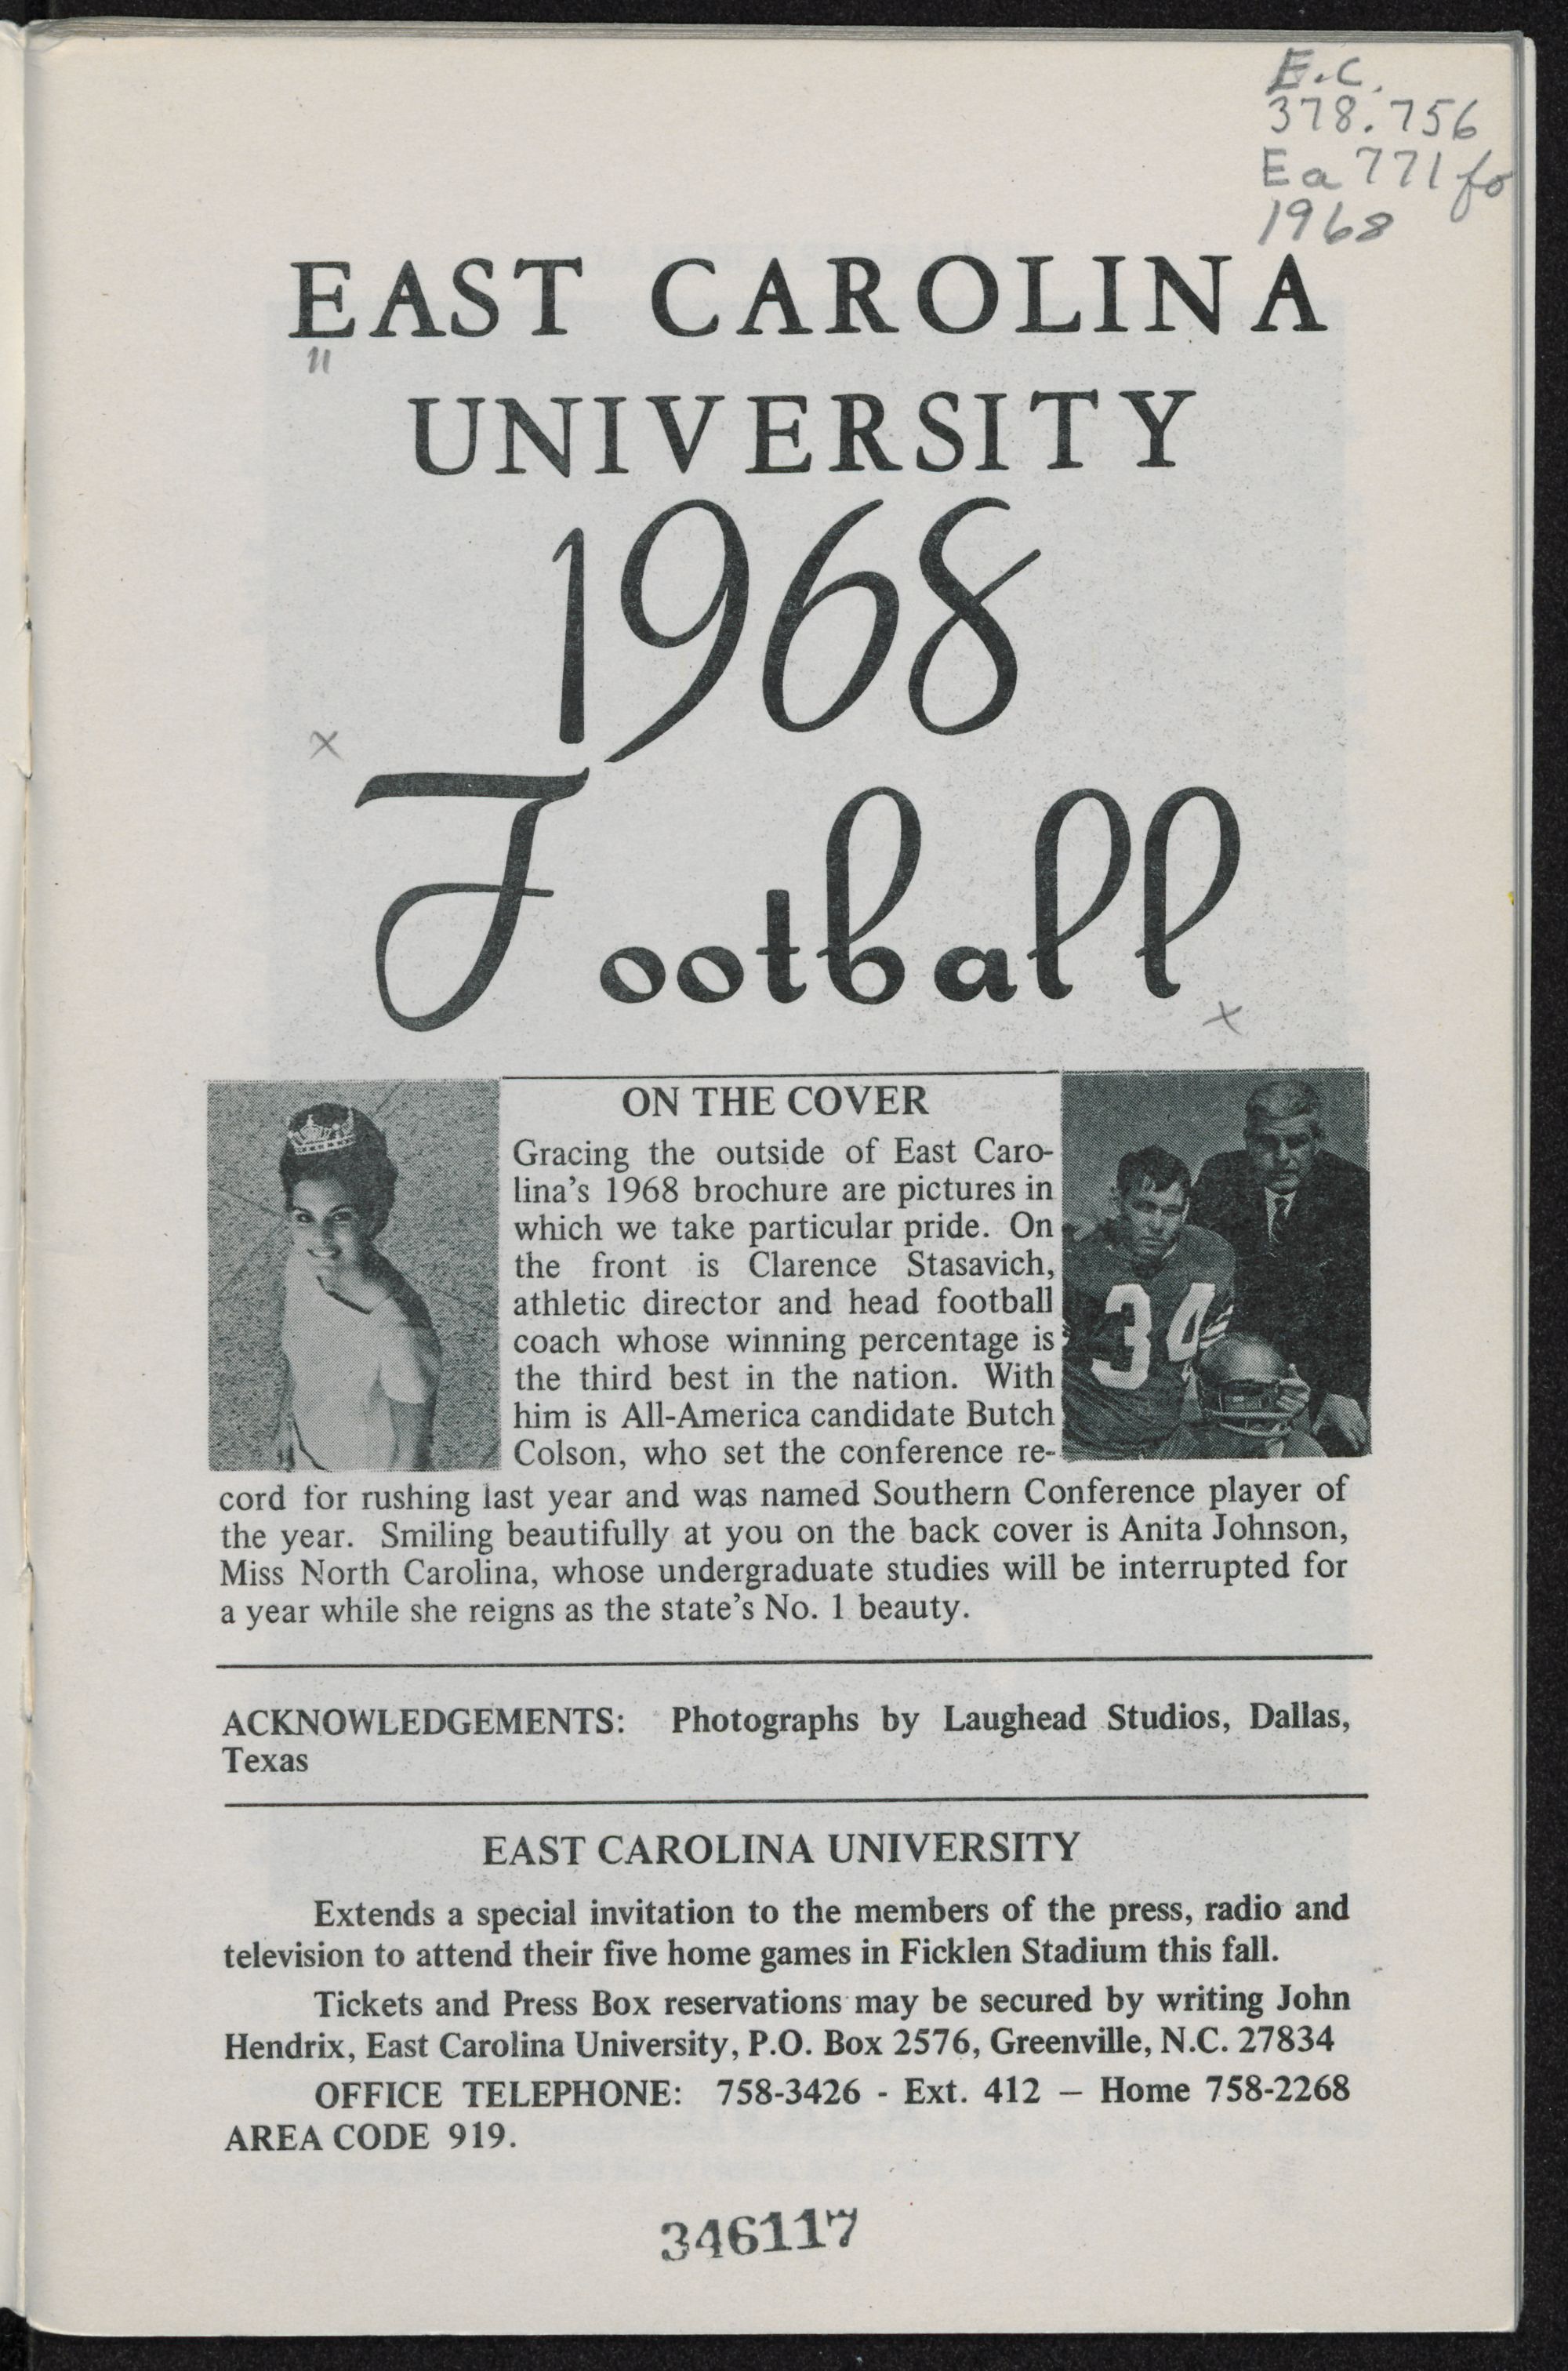 E.C.
378.756
Ea 771 fo
1968
EAST CAROLINA
UNIVERSITY
1968
Football
ON THE COVER
Gracing the outside of East Caro-
lina's 1968 brochure are pictures in
which we take particular pride. On
the front is Clarence Stasavich,
athletic director and head football
coach whose winning percentage is
the third best in the nation. With
him is All-America candidate Butch
Colson, who set the conference re-
34
cord for rushing last year and was named Southern Conference player of
the year. Smiling beautifully at you on the back cover is Anita Johnson,
Miss North Carolina, whose undergraduate studies will be interrupted for
a year while she reigns as the state's No. 1 beauty.
ACKNOWLEDGEMENTS: Photographs by Laughead Studios, Dallas,
Texas
EAST CAROLINA UNIVERSITY
Extends a special invitation to the members of the press, radio and
television to attend their five home games in Ficklen Stadium this fall.
Tickets and Press Box reservations may be secured by writing John
Hendrix, East Carolina University, P.O. Box 2576, Greenville, N.C. 27834
OFFICE TELEPHONE: 758-3426 - Ext. 412 – Home 758-2268
AREA CODE 919.
346117